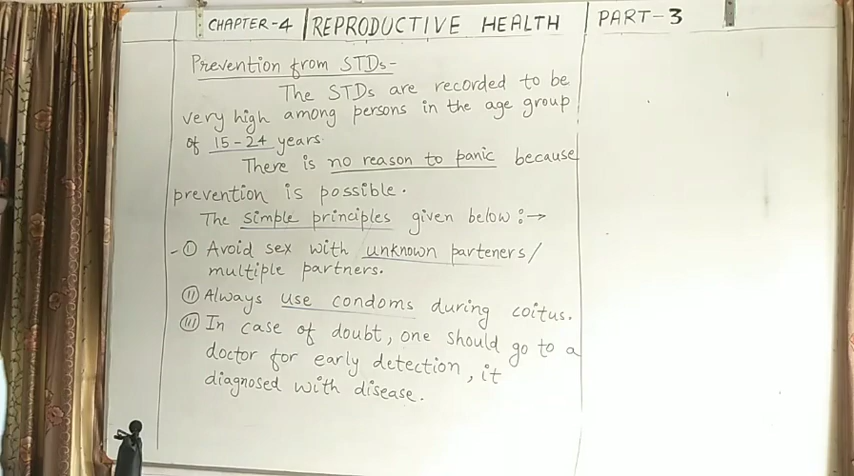 CHAPTER-4 | REPRODUCTIVE HEALTH | PART-3
Prevention from STDs-
The STDs are recorded to be
very high among persons in the age group
of 15-24 years.
There is no reason to panic because
prevention is possible.
The simple principles given below :→
- (I) Avoid sex with unknown parteners/
multiple partners.
(II) Always use condoms during coitus.
(III) In case of doubt, one should go to a
doctor for early detection, it
diagnosed with disease.